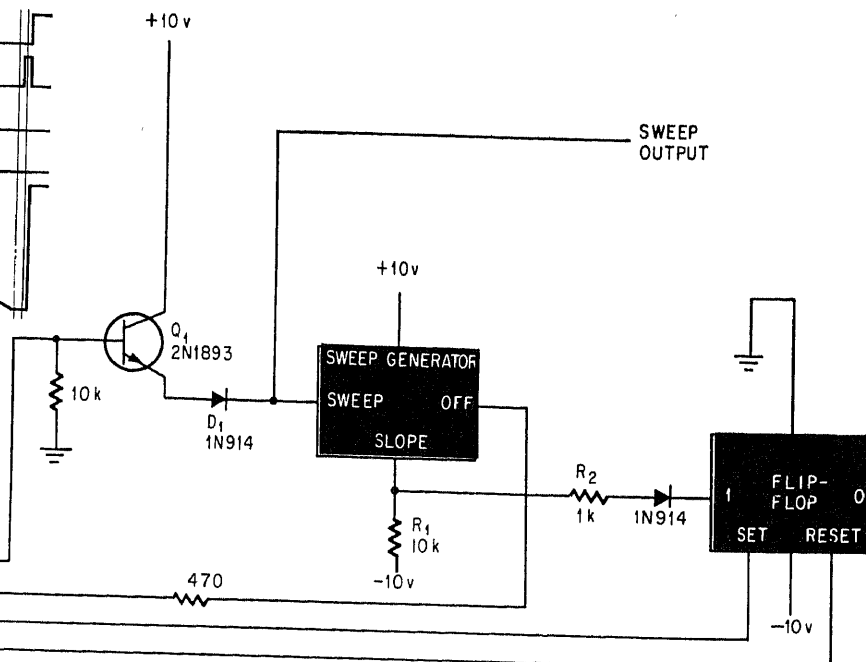 +10v
SWEEP
OUTPUT
+10v
Q1
2N1893
10k
D1
1N914
SWEEP GENERATOR
SWEEP
OFF
SLOPE
R2
1k
1N914
R1
10k
-10v
1
FLIP-
FLOP
0
SET
RESET
470
-10v